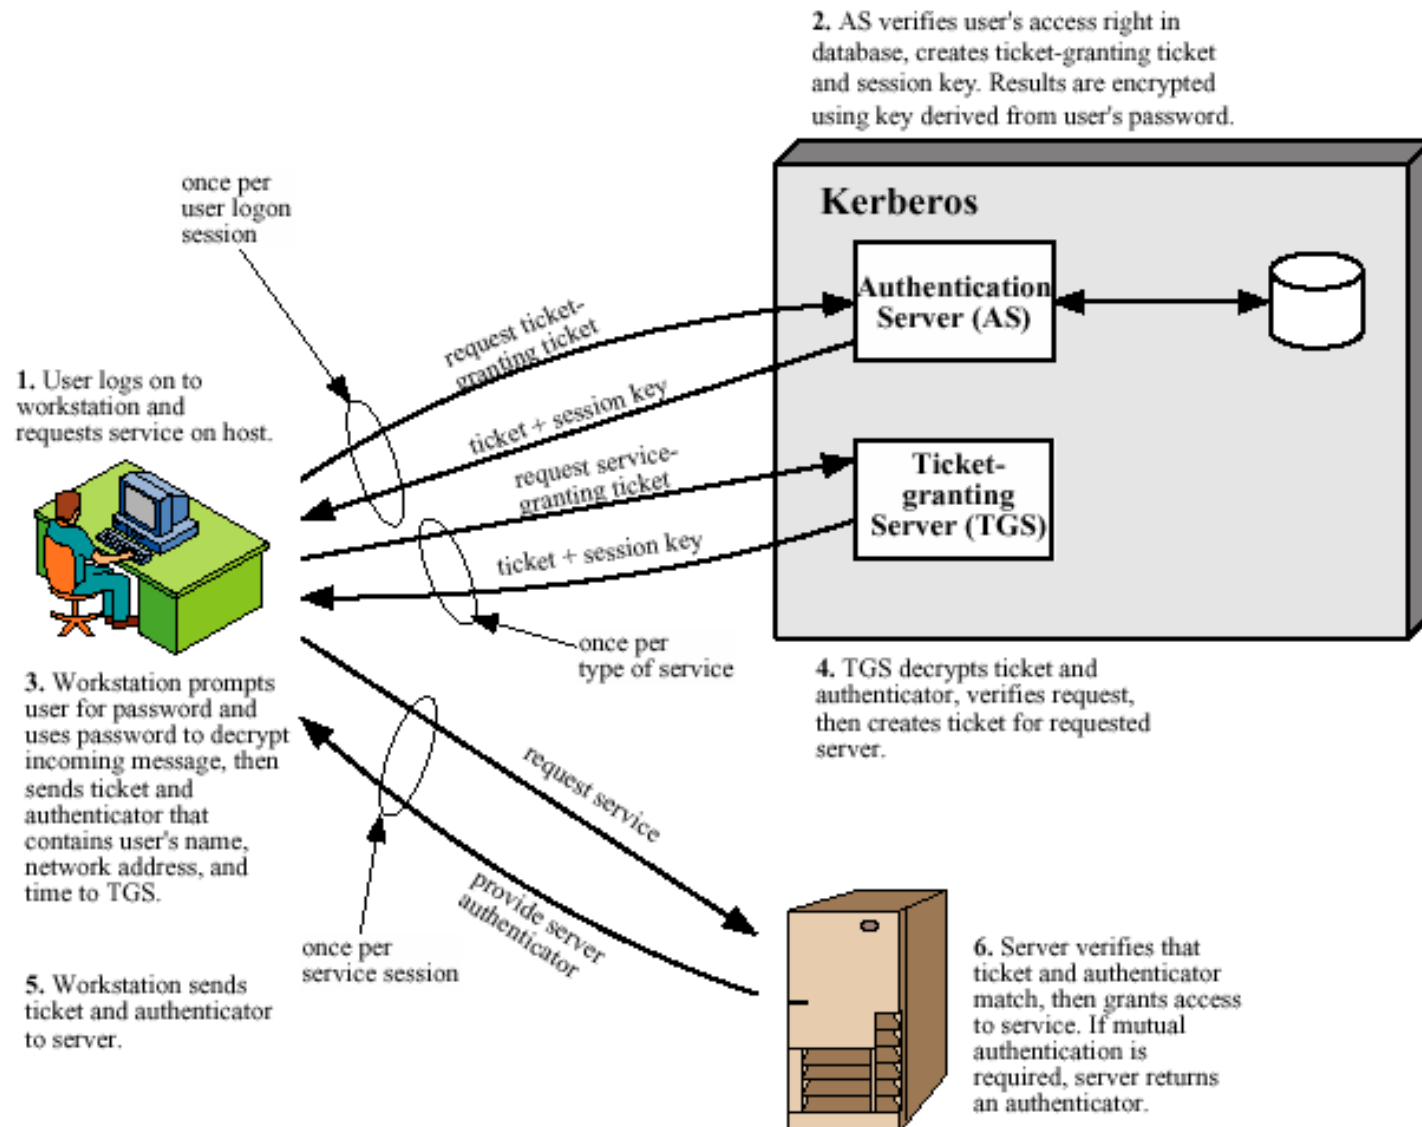 2. AS verifies user's access right in
database, creates ticket-granting ticket
and session key. Results are encrypted
using key derived from user's password.
once per
user logon
session
Kerberos
Authentication
Server (AS)
request ticket-
granting ticket
1. User logs on to
workstation and
requests service on host.
ticket + session key
request service-
granting ticket
Ticket-
granting
Server (TGS)
ticket + session key
once per
type of service
3. Workstation prompts
user for password and
uses password to decrypt
incoming message, then
sends ticket and
authenticator that
contains user's name,
network address, and
time to TGS.
4. TGS decrypts ticket and
authenticator, verifies request,
then creates ticket for requested
server.
request service
provide server
authenticator
once per
service session
5. Workstation sends
ticket and authenticator
to server.
6. Server verifies that
ticket and authenticator
match, then grants access
to service. If mutual
authentication is
required, server returns
an authenticator.